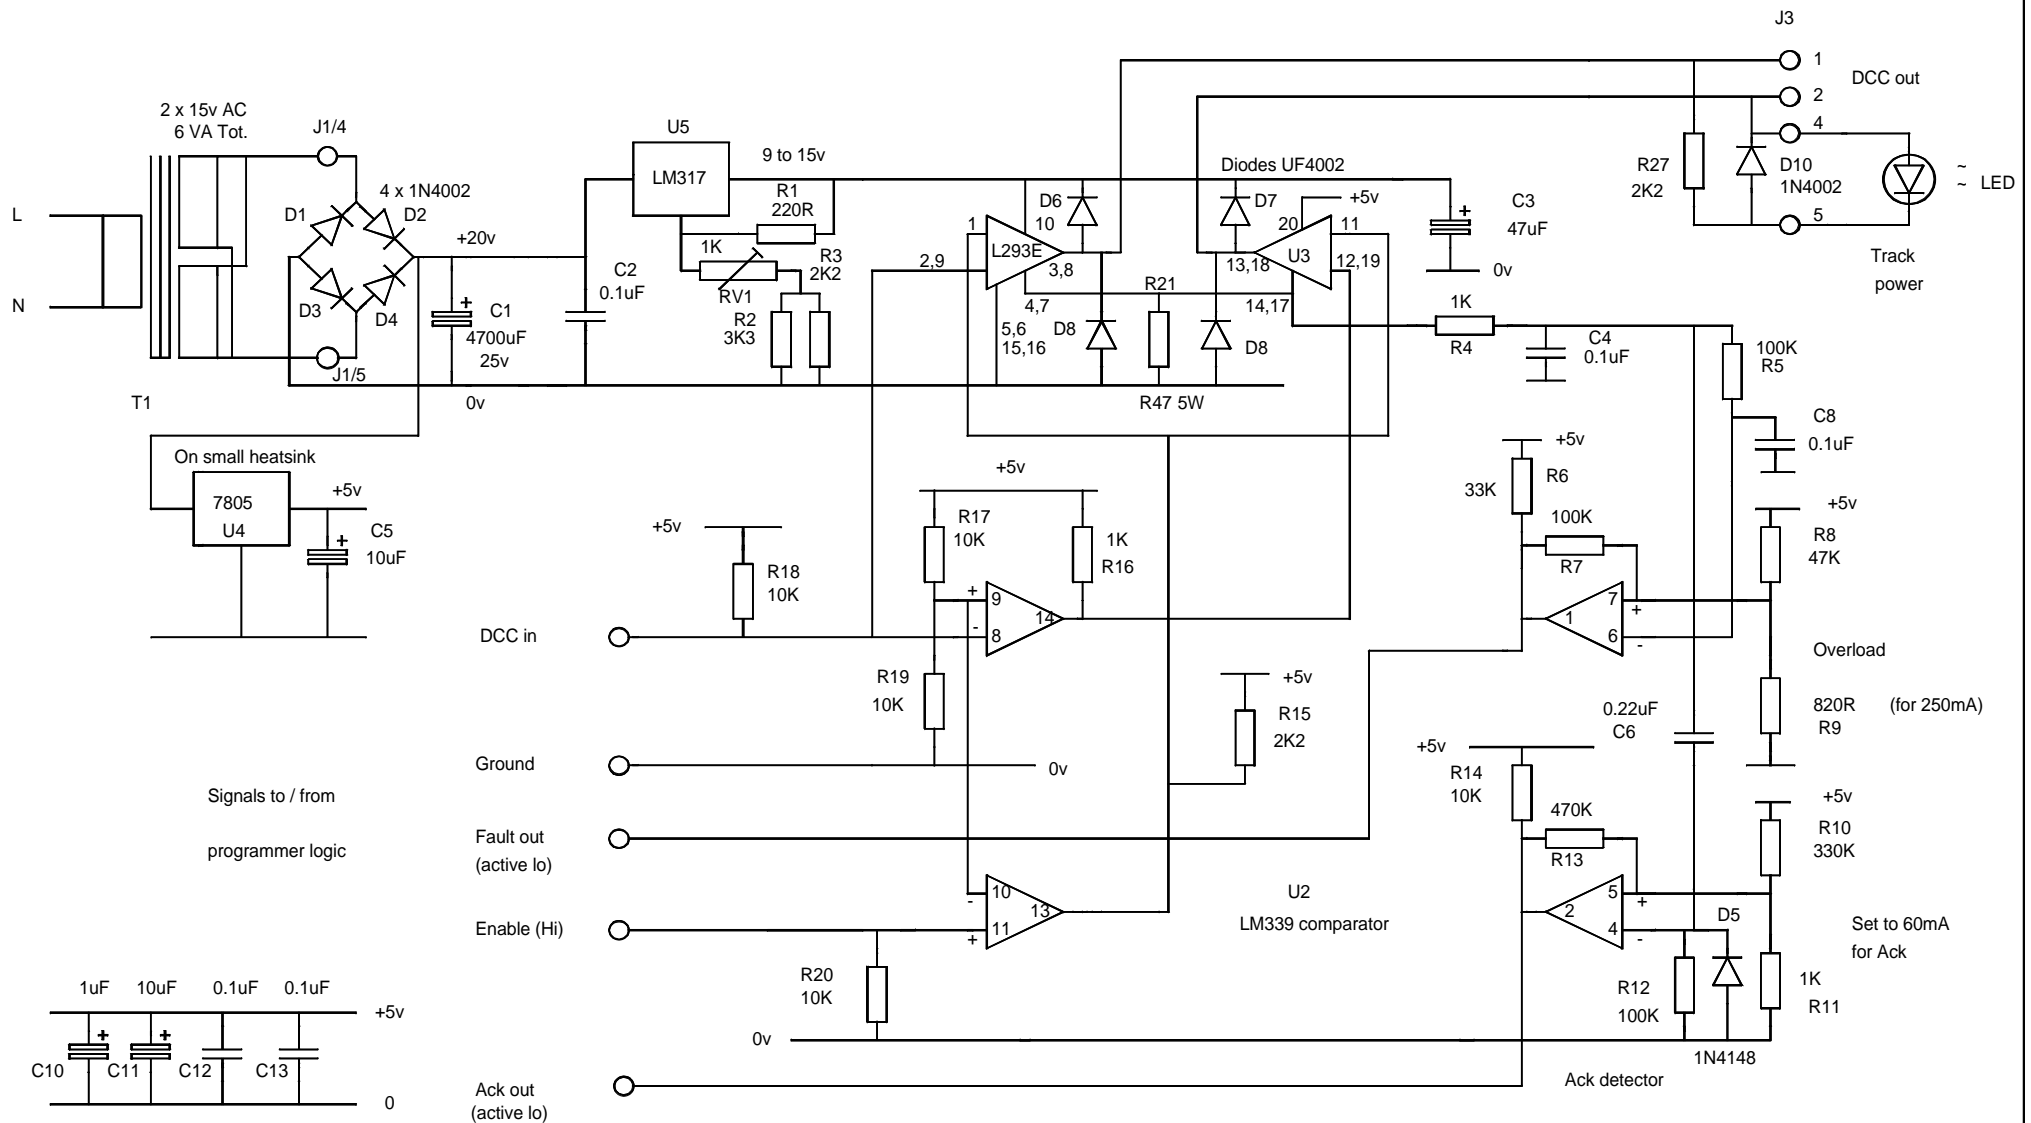 J3
1
DCC out
2
4
5
2 x 15v AC
6 VA Tot.
J1/4
U5
LM317
9 to 15v
Diodes UF4002
R27
2K2
D10
1N4002
~
~ LED
L
N
4 x 1N4002
D1
D2
D3
D4
+20v
R1
220R
1K
R3
2K2
RV1
R2
3K3
C2
0.1uF
+
C1
4700uF
25v
J1/5
0v
T1
D6
D7
1
10
L293E
2,9
3,8
4,7
5,6
15,16
D8
R21
R47 5W
D8
+5v
20
11
U3
13,18
12,19
14,17
+
C3
47uF
0v
Track
power
1K
R4
C4
0.1uF
100K
R5
C8
0.1uF
On small heatsink
7805
U4
+5v
+
C5
10uF
+5v
R18
10K
+5v
R17
10K
1K
R16
+
9
-
8
14
R19
10K
DCC in
Ground
0v
+5v
R15
2K2
+5v
R6
33K
100K
R7
+5v
R8
47K
7
+
1
6
-
Overload
820R
(for 250mA)
R9
0.22uF
C6
Signals to / from
programmer logic
Fault out
(active lo)
Enable (Hi)
10
-
13
11
+
R20
10K
0v
U2
LM339 comparator
+5v
R14
10K
470K
R13
+5v
R10
330K
5
+
2
4
-
D5
Set to 60mA
for Ack
R12
100K
1K
R11
1N4148
Ack detector
Ack out
(active lo)
1uF
10uF
0.1uF
0.1uF
+5v
+
+
C10
C11
C12
C13
0